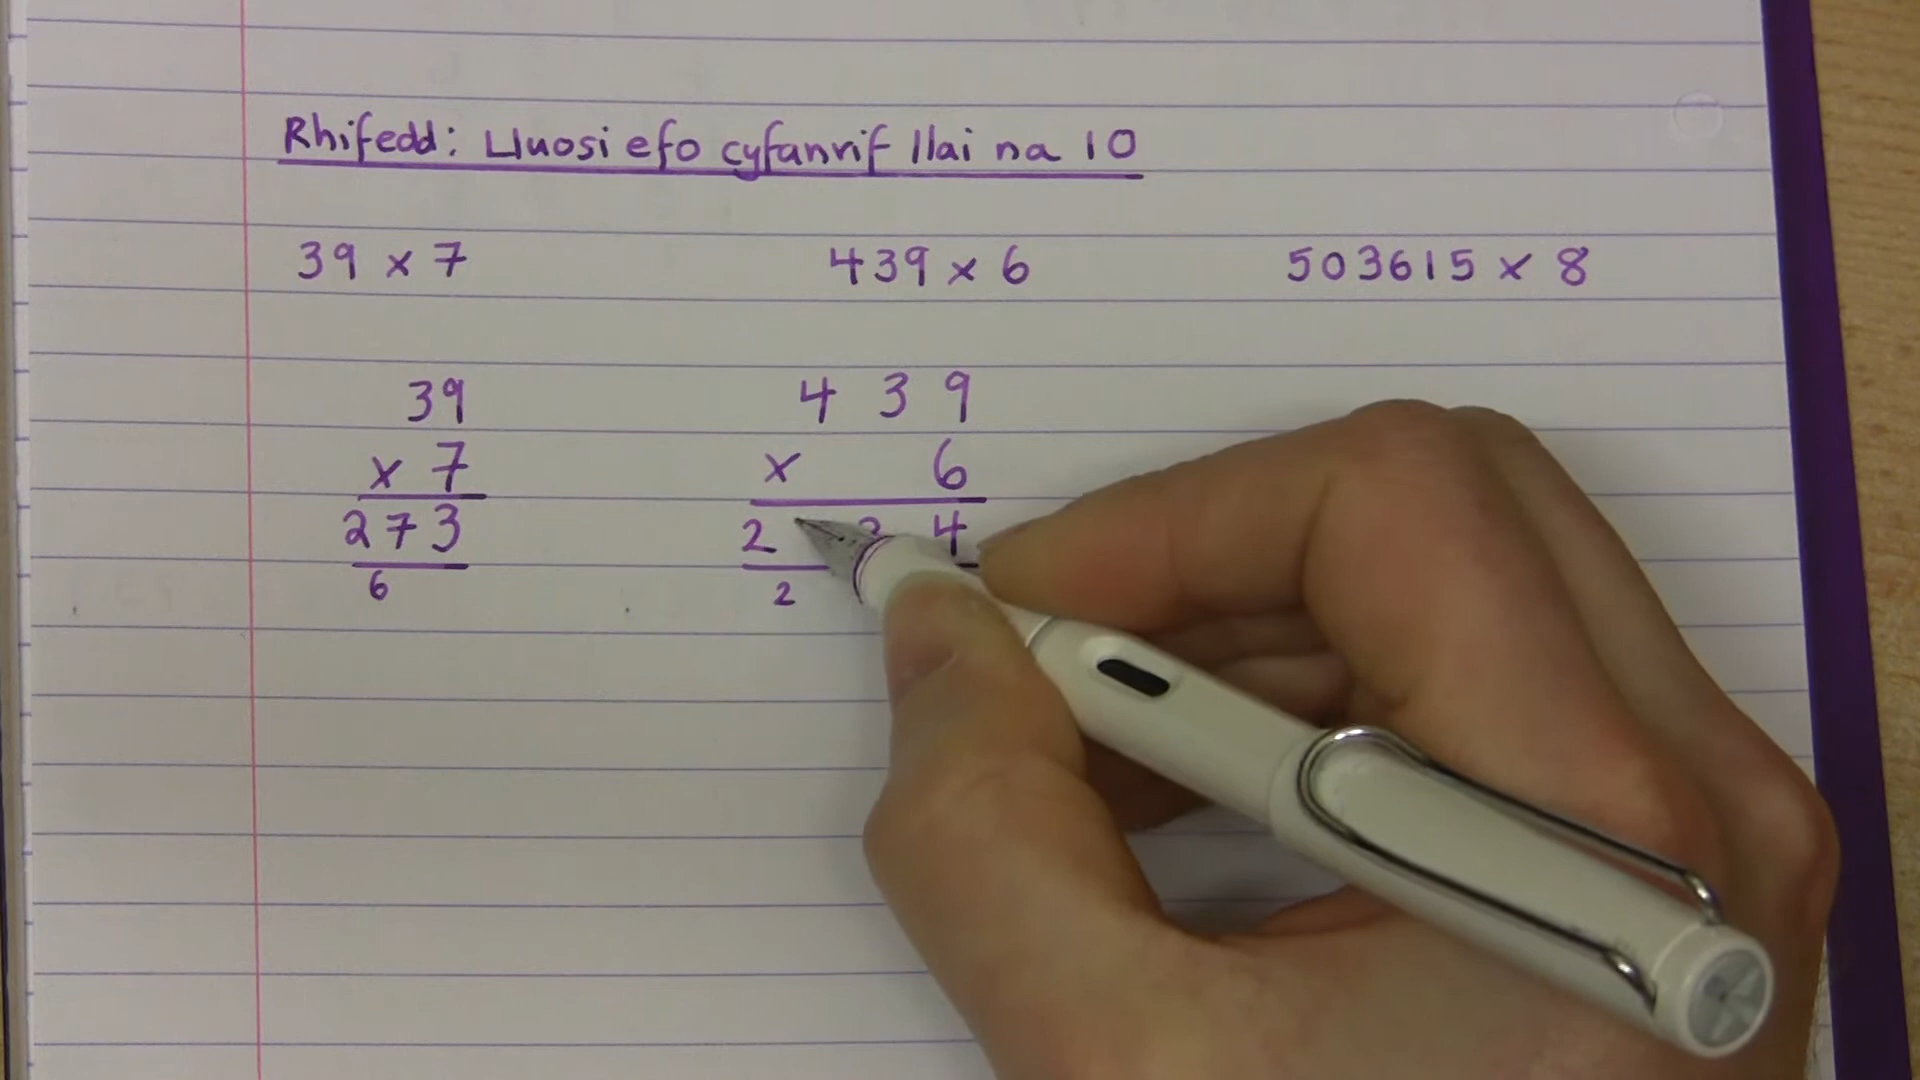 Rhifedd: Lluosi efo cyfanrif llai na 10
39 x 7 439 x 6 503615 x 8
39 4 3 9
x 7 x 6
273 2 4
6 2